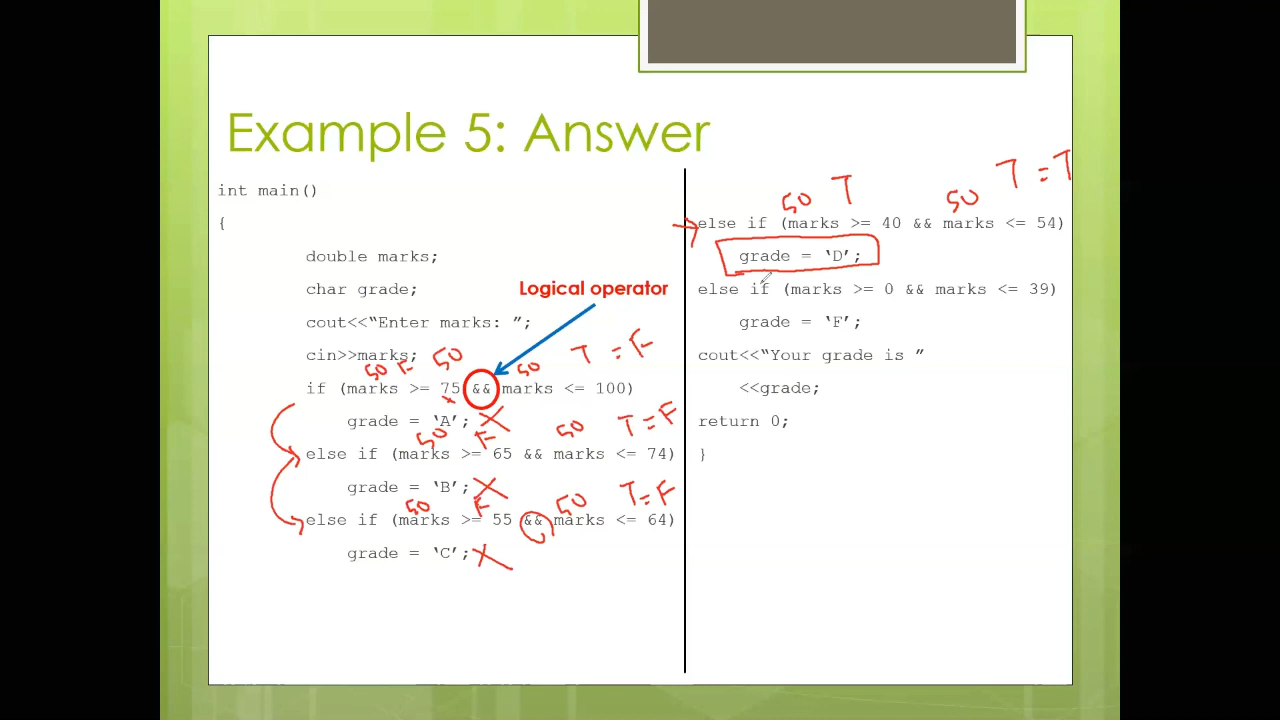 Example 5: Answer
int main()
{
double marks;
char grade;
Logical operator
cout<<“Enter marks: ”;
cin>>marks;
50 F 50 50 T = F
if (marks >= 75 && marks <= 100)
grade = ‘A’;
50 F 50 T = F
else if (marks >= 65 && marks <= 74)
grade = ‘B’;
50 F 50 T = F
else if (marks >= 55 && marks <= 64)
grade = ‘C’;
50 T 50 T = T
else if (marks >= 40 && marks <= 54)
grade = ‘D’;
else if (marks >= 0 && marks <= 39)
grade = ‘F’;
cout<<“Your grade is ”
<<grade;
return 0;
}